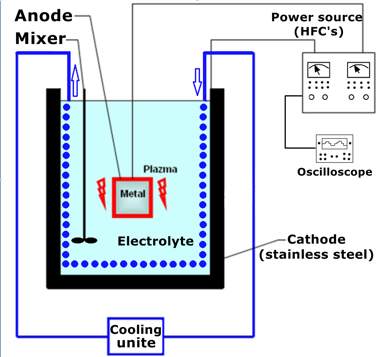 Anode
Mixer
Power source
(HFC's)
Oscilloscope
Plazma
Metal
Electrolyte
Cathode
(stainless steel)
Cooling
unite